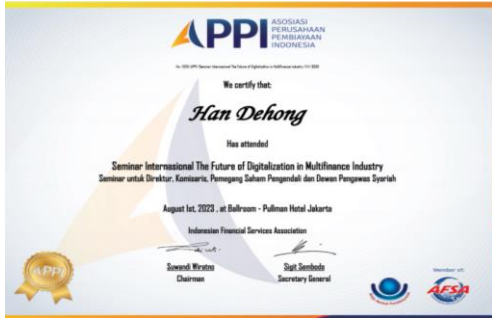 APPI ASOSIASI
PERUSAHAAN
PEMBIAYAAN
INDONESIA
We certify that:
Han Dehong
Has attended
Seminar Internasional The Future of Digitalization in Multifinance Industry
Seminar untuk Direktur, Komisaris, Pemegang Saham Pengendali dan Dewan Pengawas Syariah
August 1st, 2023 , at Ballroom - Pullman Hotel Jakarta
Indonesian Financial Services Association
Suwandi Wiratno
Chairman
Sigit Sembodo
Secretary General
APPI
Member of:
AFSA